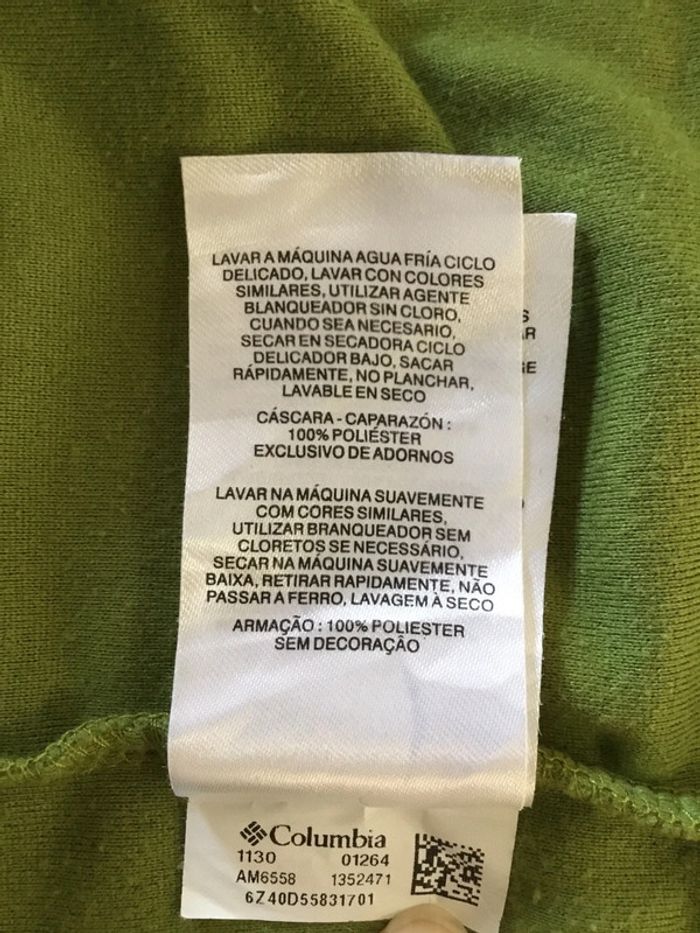 LAVAR A MÁQUINA AGUA FRÍA CICLO
DELICADO, LAVAR CON COLORES
SIMILARES, UTILIZAR AGENTE
BLANQUEADOR SIN CLORO,
CUANDO SEA NECESARIO,
SECAR EN SECADORA CICLO
DELICADOR BAJO, SACAR
RÁPIDAMENTE, NO PLANCHAR,
LAVABLE EN SECO
CÁSCARA - CAPARAZÓN :
100% POLIÉSTER
EXCLUSIVO DE ADORNOS
LAVAR NA MÁQUINA SUAVEMENTE
COM CORES SIMILARES,
UTILIZAR BRANQUEADOR SEM
CLORETOS SE NECESSÁRIO,
SECAR NA MÁQUINA SUAVEMENTE
BAIXA, RETIRAR RAPIDAMENTE, NÃO
PASSAR A FERRO, LAVAGEM À SECO
ARMAÇÃO : 100% POLIESTER
SEM DECORAÇÂO
Columbia
1130 01264
AM6558 1352471
6Z40D55831701